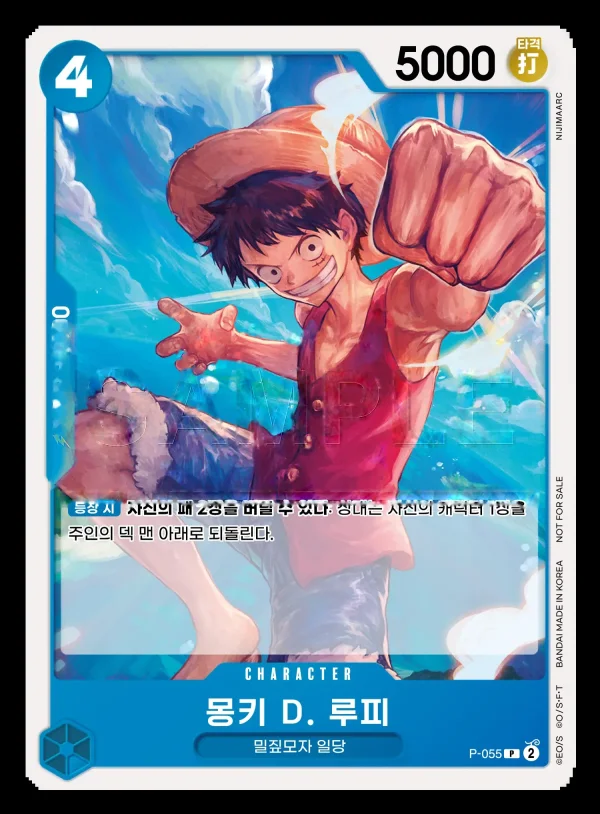 4
5000
타격
打
NIJIMAARC
0
SAMPLE
등장 시 자신의 패 2장을 버릴 수 있다: 상대는 자신의 캐릭터 1장을
주인의 덱 맨 아래로 되돌린다.
CHARACTER
몽키 D. 루피
밀짚모자 일당
P-055 P 2
©EO/S ©O/S·F·T BANDAI MADE IN KOREA NOT FOR SALE